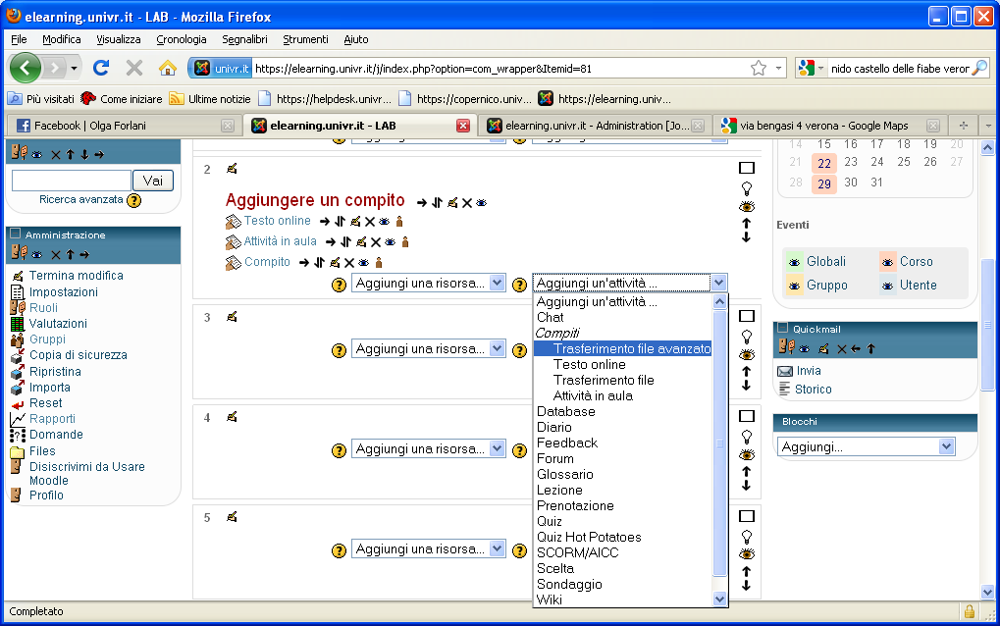 elearning.univr.it - LAB - Mozilla Firefox
File Modifica Visualizza Cronologia Segnalibri Strumenti Aiuto
univr.it https://elearning.univr.it/j/index.php?option=com_wrapper&Itemid=81 nido castello delle fiabe veror
Più visitati Come iniziare Ultime notizie https://helpdesk.univr... https://copernico.univ... https://elearning.univ...
Facebook | Olga Forlani elearning.univr.it - LAB elearning.univr.it - Administration [Jo... via bengasi 4 verona - Google Maps
Vai
Ricerca avanzata
Amministrazione
Termina modifica
Impostazioni
Ruoli
Valutazioni
Gruppi
Copia di sicurezza
Ripristina
Importa
Reset
Rapporti
Domande
Files
Disiscrivimi da Usare
Moodle
Profilo
2
Aggiungere un compito
Testo online
Attività in aula
Compito
Aggiungi una risorsa... Aggiungi un'attività ...
Aggiungi un'attività ...
Chat
Compiti
Trasferimento file avanzato
Testo online
Trasferimento file
Attività in aula
Database
Diario
Feedback
Forum
Glossario
Lezione
Prenotazione
Quiz
Quiz Hot Potatoes
SCORM/AICC
Scelta
Sondaggio
Wiki
3
Aggiungi una risorsa...
4
Aggiungi una risorsa...
5
Aggiungi una risorsa...
14 15 16 17 18 19 20
21 22 23 24 25 26 27
28 29 30 31
Eventi
Globali Corso
Gruppo Utente
Quickmail
Invia
Storico
Blocchi
Aggiungi...
Completato